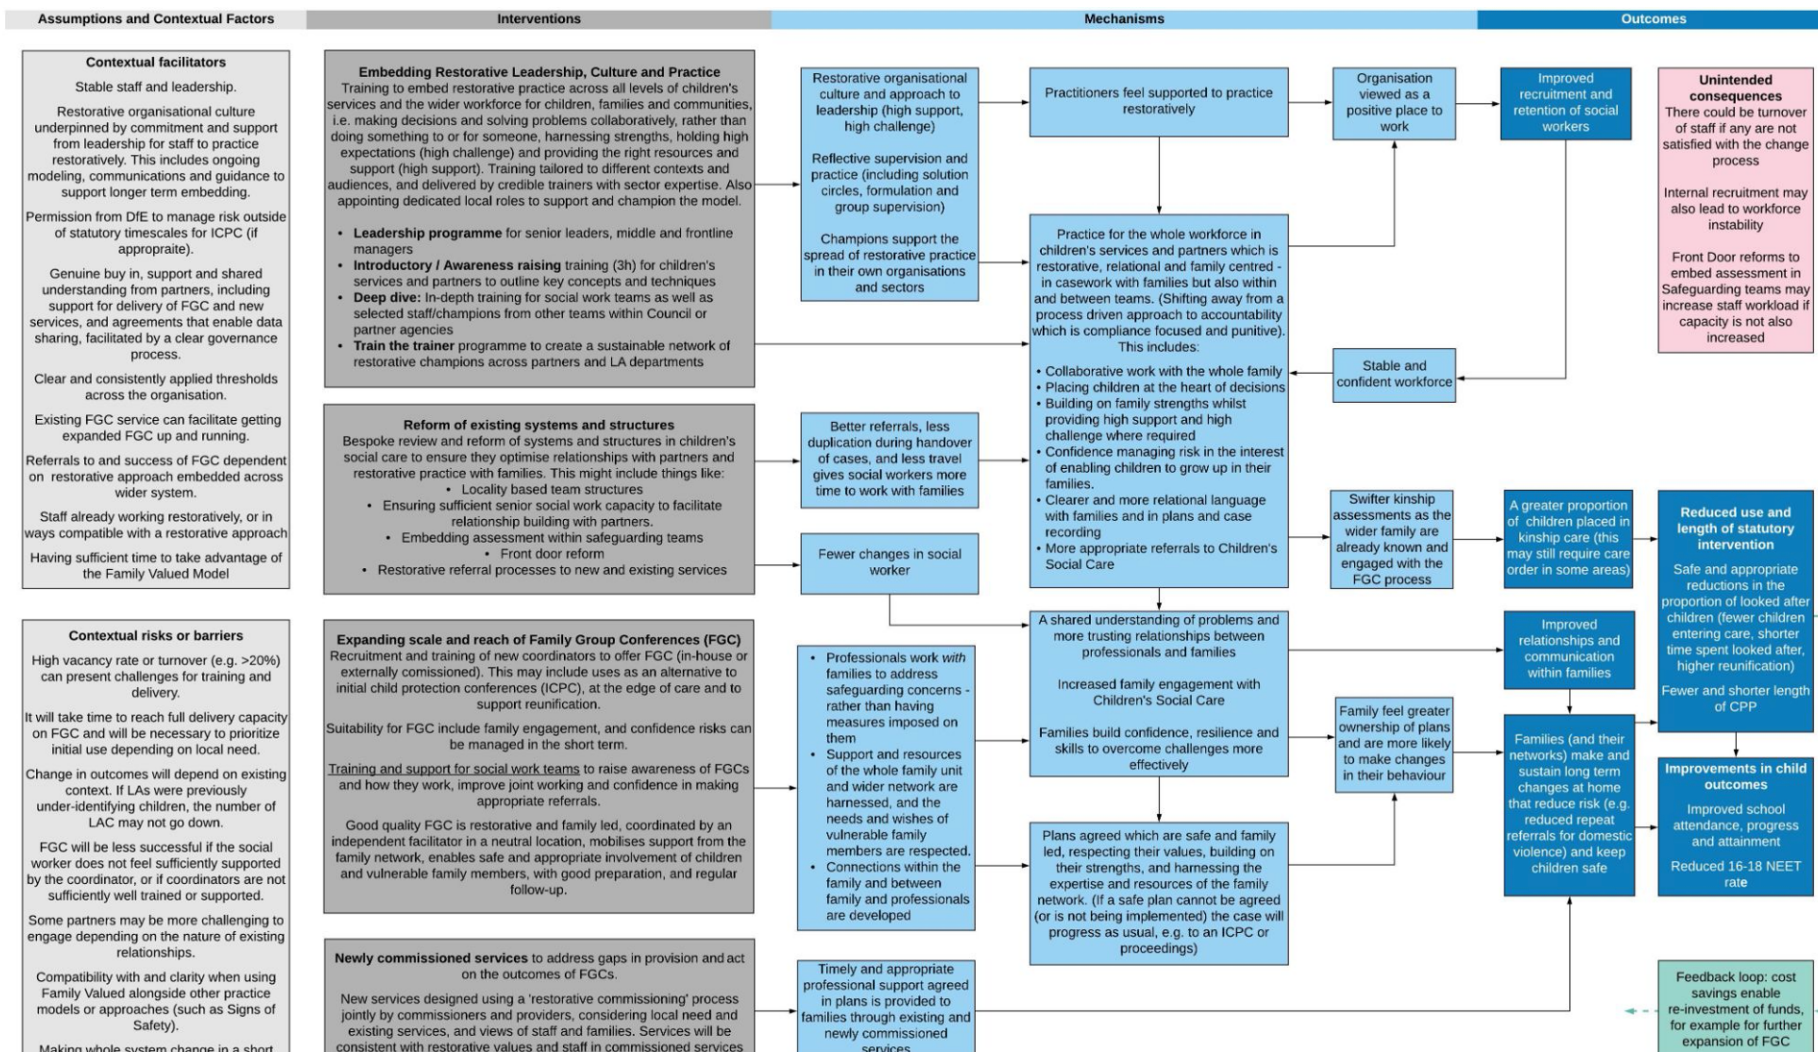 Assumptions and Contextual Factors
Interventions
Mechanisms
Outcomes
Contextual facilitators
Stable staff and leadership.
Restorative organisational culture
underpinned by commitment and support
from leadership for staff to practice
restoratively. This includes ongoing
modeling, communications and guidance to
support longer term embedding.
Permission from DfE to manage risk outside
of statutory timescales for ICPC (if
appropraite).
Genuine buy in, support and shared
understanding from partners, including
support for delivery of FGC and new
services, and agreements that enable data
sharing, facilitated by a clear governance
process.
Clear and consistently applied thresholds
across the organisation.
Existing FGC service can facilitate getting
expanded FGC up and running.
Referrals to and success of FGC dependent
on restorative approach embedded across
wider system.
Staff already working restoratively, or in
ways compatible with a restorative approach
Having sufficient time to take advantage of
the Family Valued Model
Contextual risks or barriers
High vacancy rate or turnover (e.g. >20%)
can present challenges for training and
delivery.
It will take time to reach full delivery capacity
on FGC and will be necessary to prioritize
initial use depending on local need.
Change in outcomes will depend on existing
context. If LAs were previously
under-identifying children, the number of
LAC may not go down.
FGC will be less successful if the social
worker does not feel sufficiently supported
by the coordinator, or if coordinators are not
sufficiently well trained or supported.
Some partners may be more challenging to
engage depending on the nature of existing
relationships.
Compatibility with and clarity when using
Family Valued alongside other practice
models or approaches (such as Signs of
Safety).
Making whole system change in a short
Embedding Restorative Leadership, Culture and Practice
Training to embed restorative practice across all levels of children's
services and the wider workforce for children, families and communities,
i.e. making decisions and solving problems collaboratively, rather than
doing something to or for someone, harnessing strengths, holding high
expectations (high challenge) and providing the right resources and
support (high support). Training tailored to different contexts and
audiences, and delivered by credible trainers with sector expertise. Also
appointing dedicated local roles to support and champion the model.
• Leadership programme for senior leaders, middle and frontline
managers
• Introductory / Awareness raising training (3h) for children's
services and partners to outline key concepts and techniques
• Deep dive: In-depth training for social work teams as well as
selected staff/champions from other teams within Council or
partner agencies
• Train the trainer programme to create a sustainable network of
restorative champions across partners and LA departments
Reform of existing systems and structures
Bespoke review and reform of systems and structures in children's
social care to ensure they optimise relationships with partners and
restorative practice with families. This might include things like:
• Locality based team structures
• Ensuring sufficient senior social work capacity to facilitate
relationship building with partners.
• Embedding assessment within safeguarding teams
• Front door reform
• Restorative referral processes to new and existing services
Expanding scale and reach of Family Group Conferences (FGC)
Recruitment and training of new coordinators to offer FGC (in-house or
externally comissioned). This may include uses as an alternative to
initial child protection conferences (ICPC), at the edge of care and to
support reunification.
Suitability for FGC include family engagement, and confidence risks can
be managed in the short term.
Training and support for social work teams to raise awareness of FGCs
and how they work, improve joint working and confidence in making
appropriate referrals.
Good quality FGC is restorative and family led, coordinated by an
independent facilitator in a neutral location, mobilises support from the
family network, enables safe and appropriate involvement of children
and vulnerable family members, with good preparation, and regular
follow-up.
Newly commissioned services to address gaps in provision and act
on the outcomes of FGCs.
New services designed using a 'restorative commissioning' process
jointly by commissioners and providers, considering local need and
existing services, and views of staff and families. Services will be
consistent with restorative values and staff in commissioned services
Restorative organisational
culture and approach to
leadership (high support,
high challenge)
Reflective supervision and
practice (including solution
circles, formulation and
group supervision)
Champions support the
spread of restorative practice
in their own organisations
and sectors
Better referrals, less
duplication during handover
of cases, and less travel
gives social workers more
time to work with families
Fewer changes in social
worker
• Professionals work with
families to address
safeguarding concerns -
rather than having
measures imposed on
them
• Support and resources
of the whole family unit
and wider network are
harnessed, and the
needs and wishes of
vulnerable family
members are respected.
• Connections within the
family and between
family and professionals
are developed
Timely and appropriate
professional support agreed
in plans is provided to
families through existing and
newly commissioned
services
Practitioners feel supported to practice
restoratively
Practice for the whole workforce in
children's services and partners which is
restorative, relational and family centred -
in casework with families but also within
and between teams. (Shifting away from a
process driven approach to accountability
which is compliance focused and punitive).
This includes:
• Collaborative work with the whole family
• Placing children at the heart of decisions
• Building on family strengths whilst
providing high support and high
challenge where required
• Confidence managing risk in the interest
of enabling children to grow up in their
families.
• Clearer and more relational language
with families and in plans and case
recording
• More appropriate referrals to Children's
Social Care
A shared understanding of problems and
more trusting relationships between
professionals and families
Increased family engagement with
Children's Social Care
Families build confidence, resilience and
skills to overcome challenges more
effectively
Plans agreed which are safe and family
led, respecting their values, building on
their strengths, and harnessing the
expertise and resources of the family
network. (If a safe plan cannot be agreed
(or is not being implemented) the case will
progress as usual, e.g. to an ICPC or
proceedings)
Organisation
viewed as a
positive place to
work
Stable and
confident workforce
Swifter kinship
assessments as the
wider family are
already known and
engaged with the
FGC process
Family feel greater
ownership of plans
and are more likely
to make changes
in their behaviour
Improved
recruitment and
retention of social
workers
A greater proportion
of children placed in
kinship care (this
may still require care
order in some areas)
Improved
relationships and
communication
within families
Families (and their
networks) make and
sustain long term
changes at home
that reduce risk (e.g.
reduced repeat
referrals for domestic
violence) and keep
children safe
Unintended
consequences
There could be turnover
of staff if any are not
satisfied with the change
process
Internal recruitment may
also lead to workforce
instability
Front Door reforms to
embed assessment in
Safeguarding teams may
increase staff workload if
capacity is not also
increased
Reduced use and
length of statutory
intervention
Safe and appropriate
reductions in the
proportion of looked after
children (fewer children
entering care, shorter
time spent looked after,
higher reunification)
Fewer and shorter length
of CPP
Improvements in child
outcomes
Improved school
attendance, progress
and attainment
Reduced 16-18 NEET
rate
Feedback loop: cost
savings enable
re-investment of funds,
for example for further
expansion of FGC